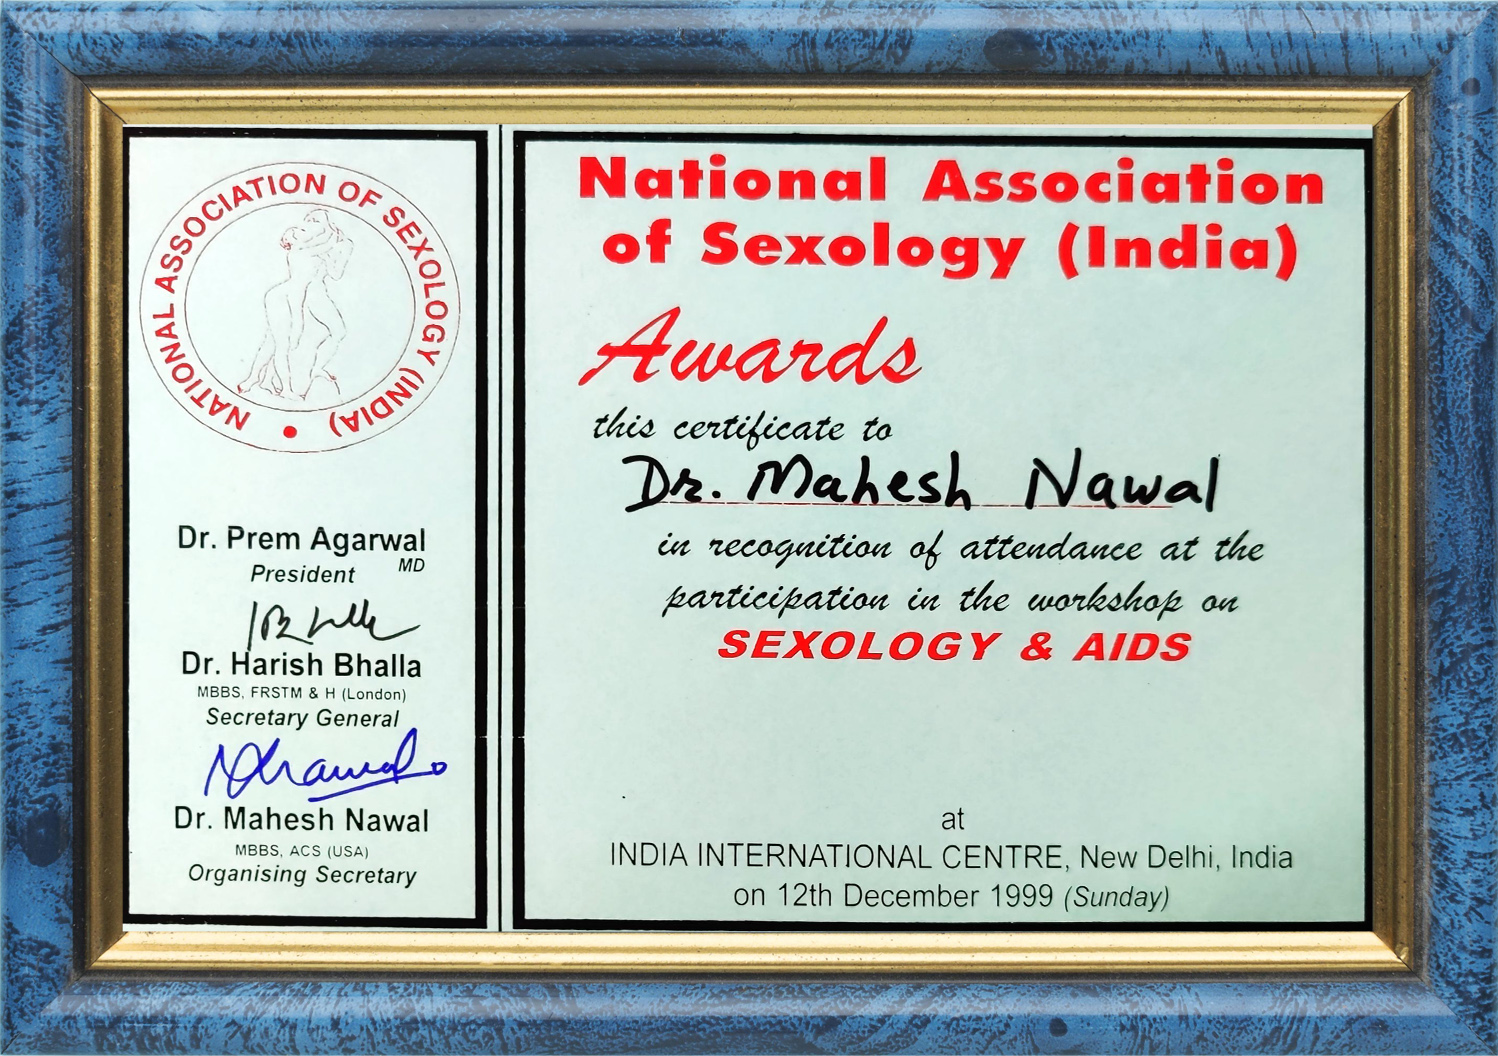 NATIONAL ASSOCIATION OF SEXOLOGY (INDIA) •
Dr. Prem Agarwal
MD
President
Dr. Harish Bhalla
MBBS, FRSTM & H (London)
Secretary General
Dr. Mahesh Nawal
MBBS, ACS (USA)
Organising Secretary
National Association
of Sexology (India)
Awards
this certificate to
Dr. Mahesh Nawal
in recognition of attendance at the
participation in the workshop on
SEXOLOGY & AIDS
at
INDIA INTERNATIONAL CENTRE, New Delhi, India
on 12th December 1999 (Sunday)